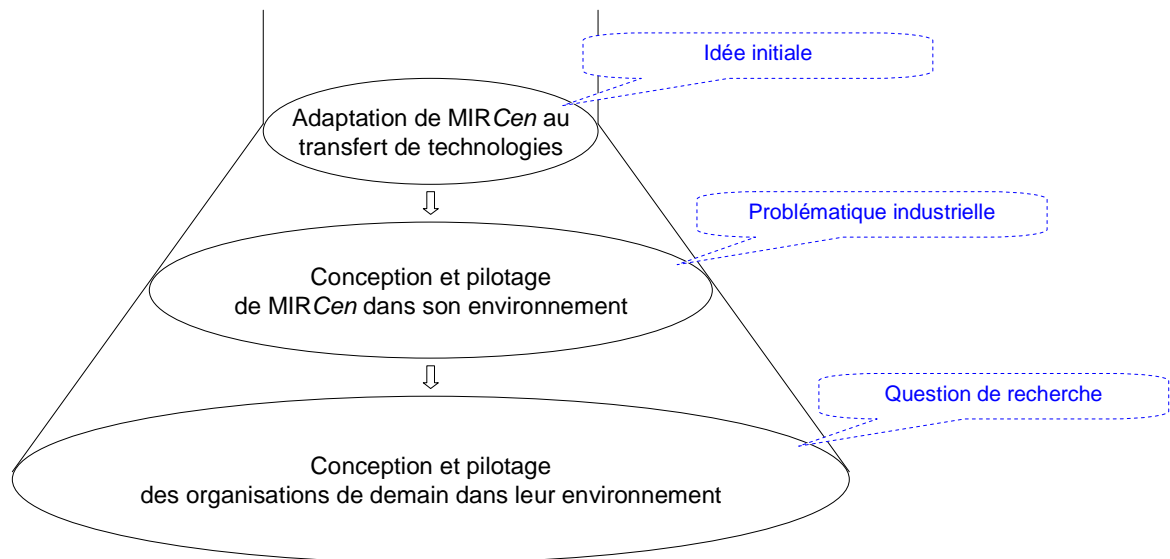 Idée initiale
Adaptation de MIRCen au
transfert de technologies
Problématique industrielle
Conception et pilotage
de MIRCen dans son environnement
Question de recherche
Conception et pilotage
des organisations de demain dans leur environnement